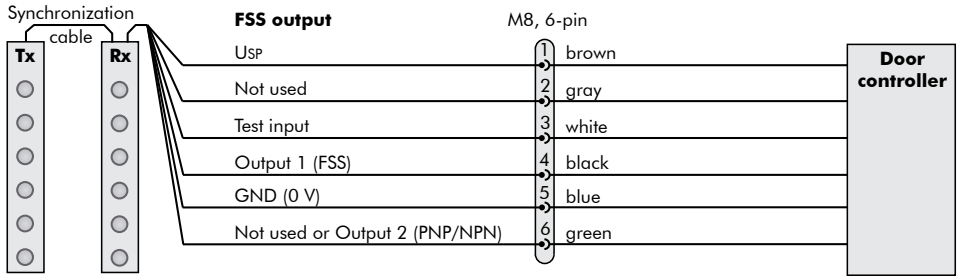 Synchronization
cable
Tx
Rx
FSS output
M8, 6-pin
USP
1
brown
Not used
2
gray
Test input
3
white
Output 1 (FSS)
4
black
GND (0 V)
5
blue
Not used or Output 2 (PNP/NPN)
6
green
Door
controller